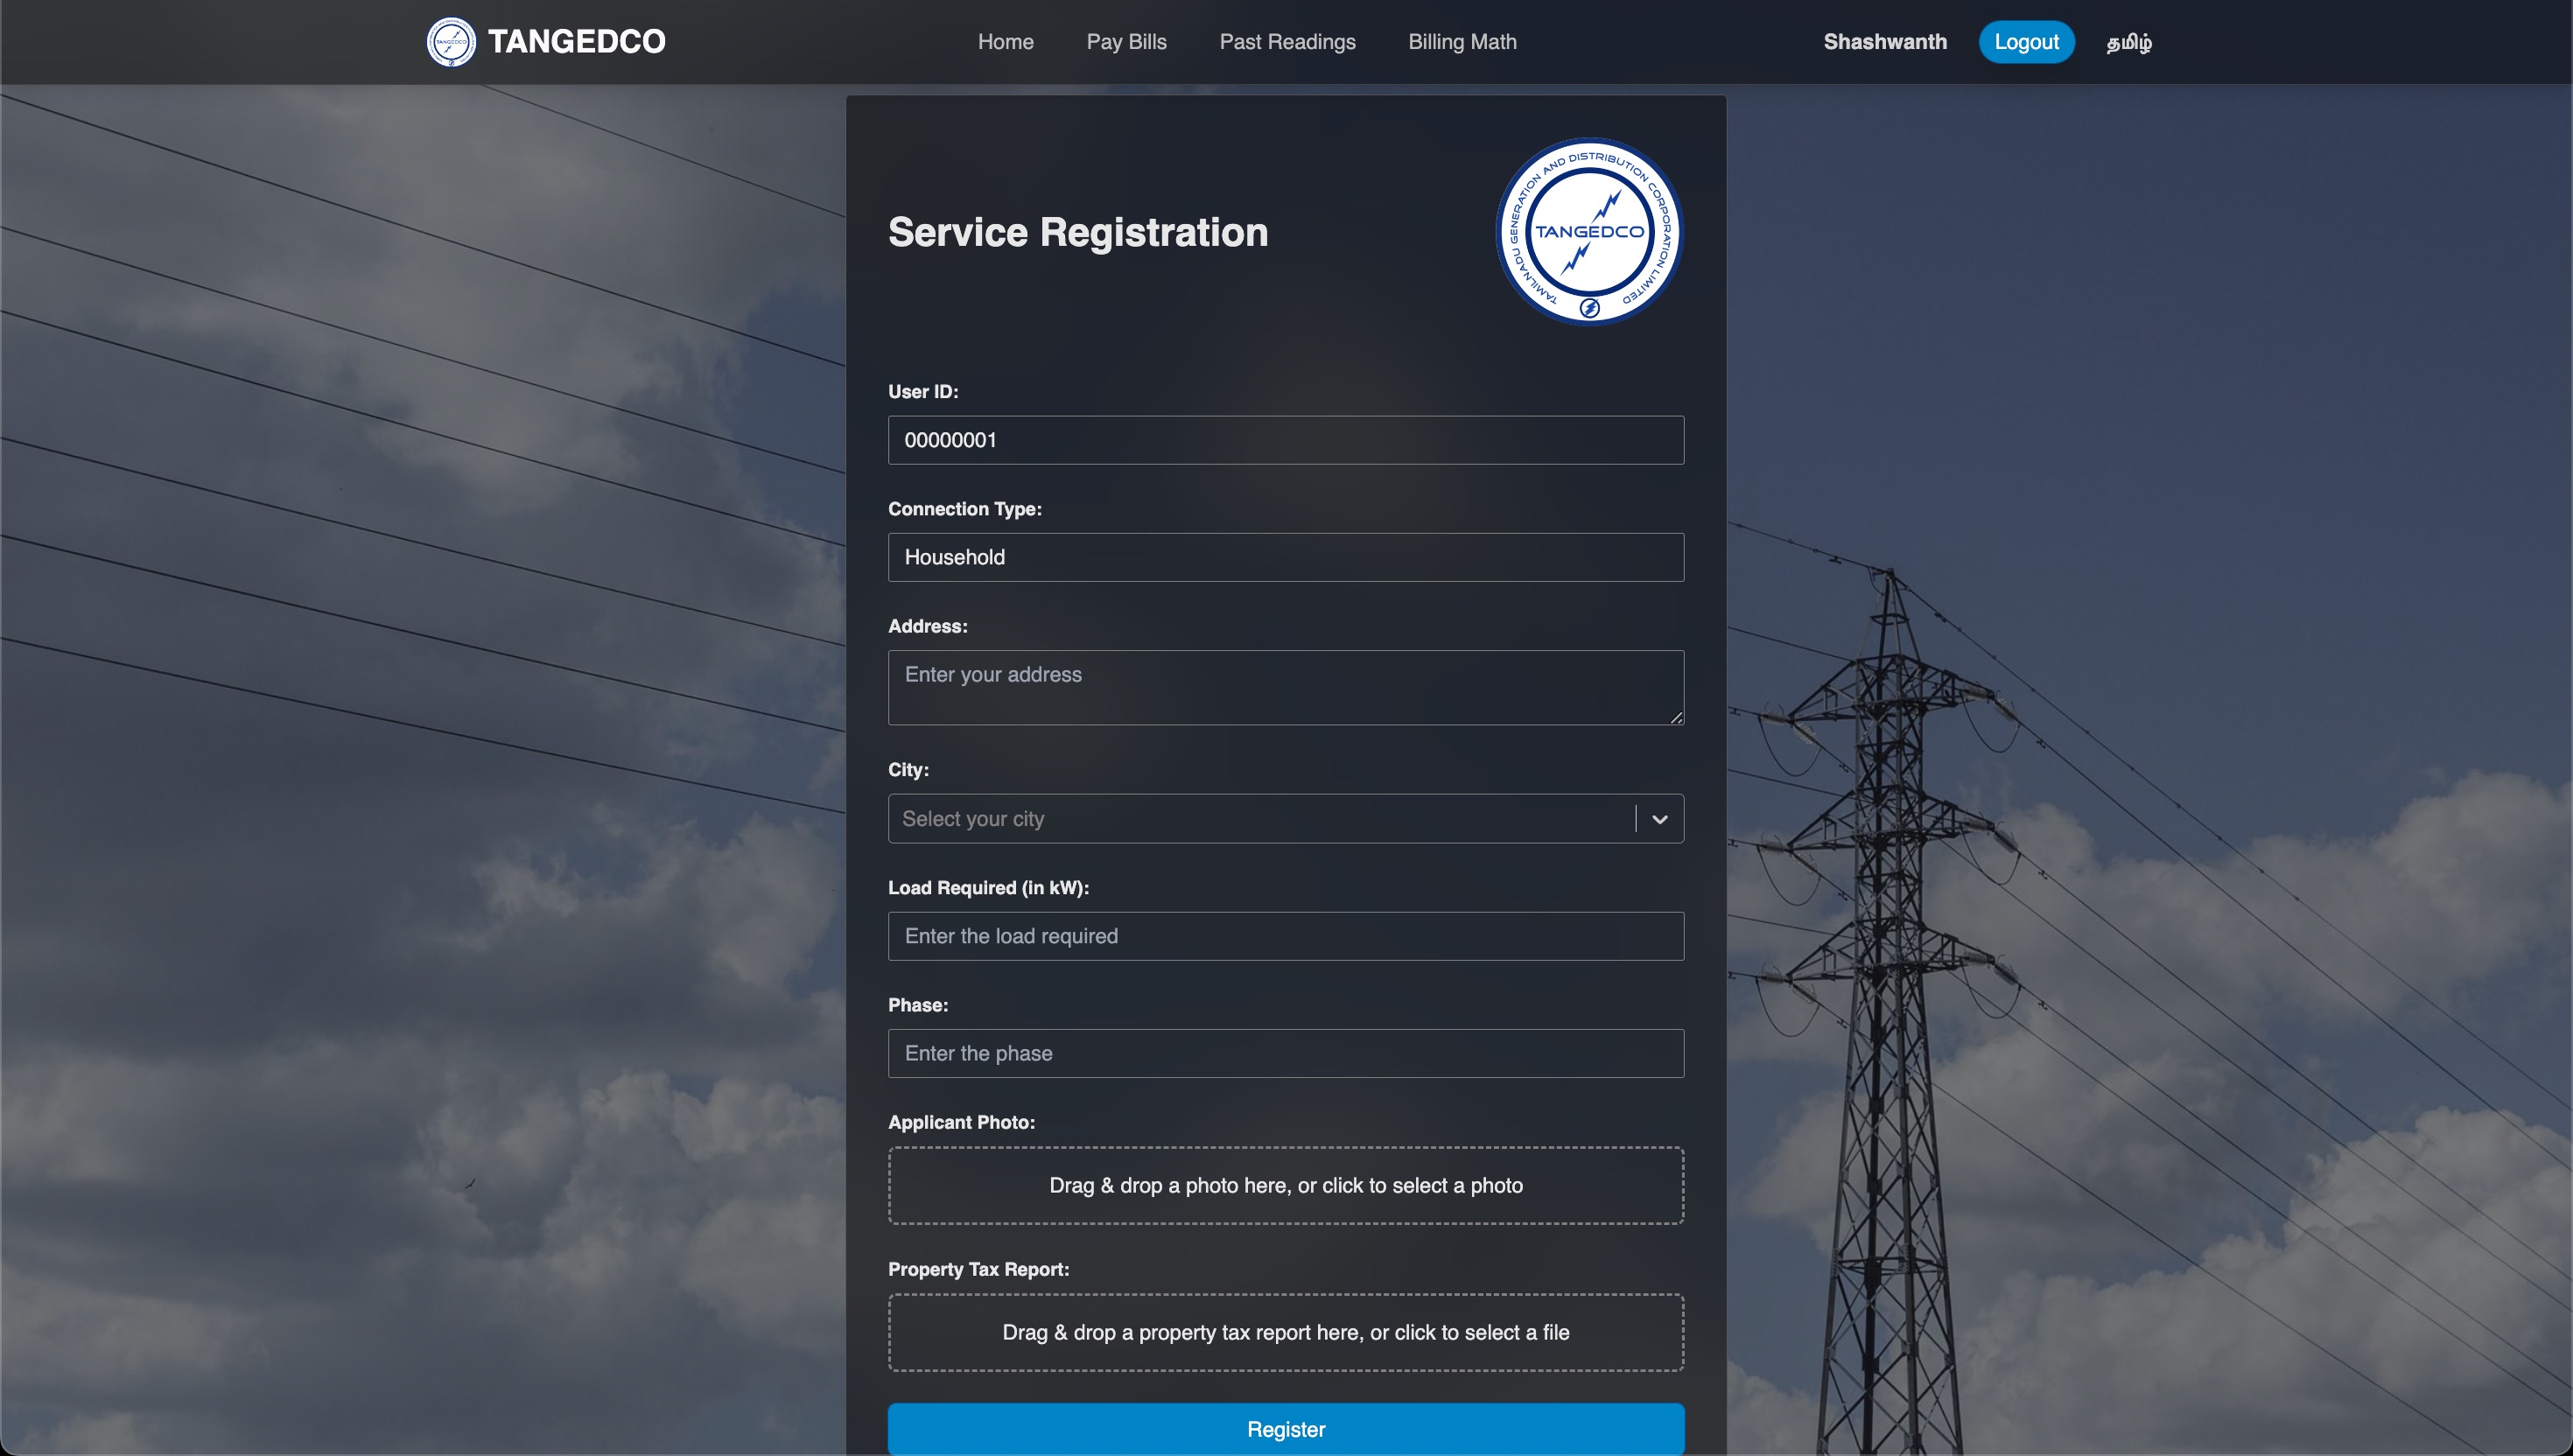 TANGEDCO
TANGEDCO
Home
Pay Bills
Past Readings
Billing Math
Shashwanth
Logout
தமிழ்
Service Registration
TAMILNADU GENERATION AND DISTRIBUTION CORPORATION LIMITED
TANGEDCO
User ID:
00000001
Connection Type:
Household
Address:
Enter your address
City:
Select your city
Load Required (in kW):
Enter the load required
Phase:
Enter the phase
Applicant Photo:
Drag & drop a photo here, or click to select a photo
Property Tax Report:
Drag & drop a property tax report here, or click to select a file
Register